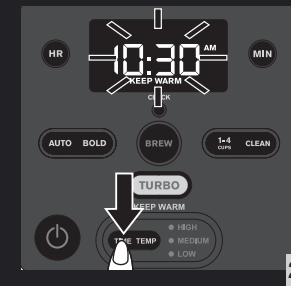 HR
10:30 AM
MIN
KEEP WARM
CLOCK
AUTO BOLD
BREW
1-4 CUPS CLEAN
TURBO
KEEP WARM
TIME TEMP
HIGH
MEDIUM
LOW